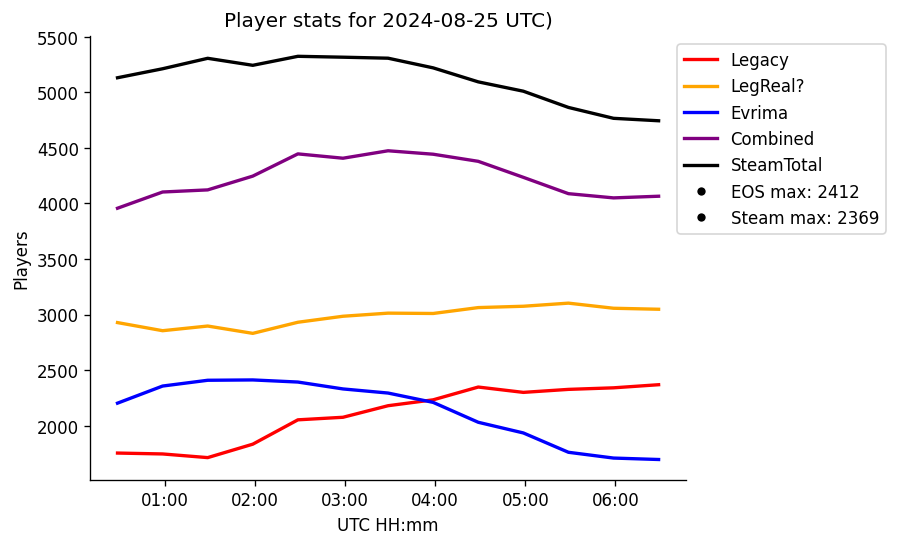 Player stats for 2024-08-25 UTC)
5500
5000
4500
4000
3500
3000
2500
2000
Players
01:00 02:00 03:00 04:00 05:00 06:00
UTC HH:mm
Legacy
LegReal?
Evrima
Combined
SteamTotal
EOS max: 2412
Steam max: 2369